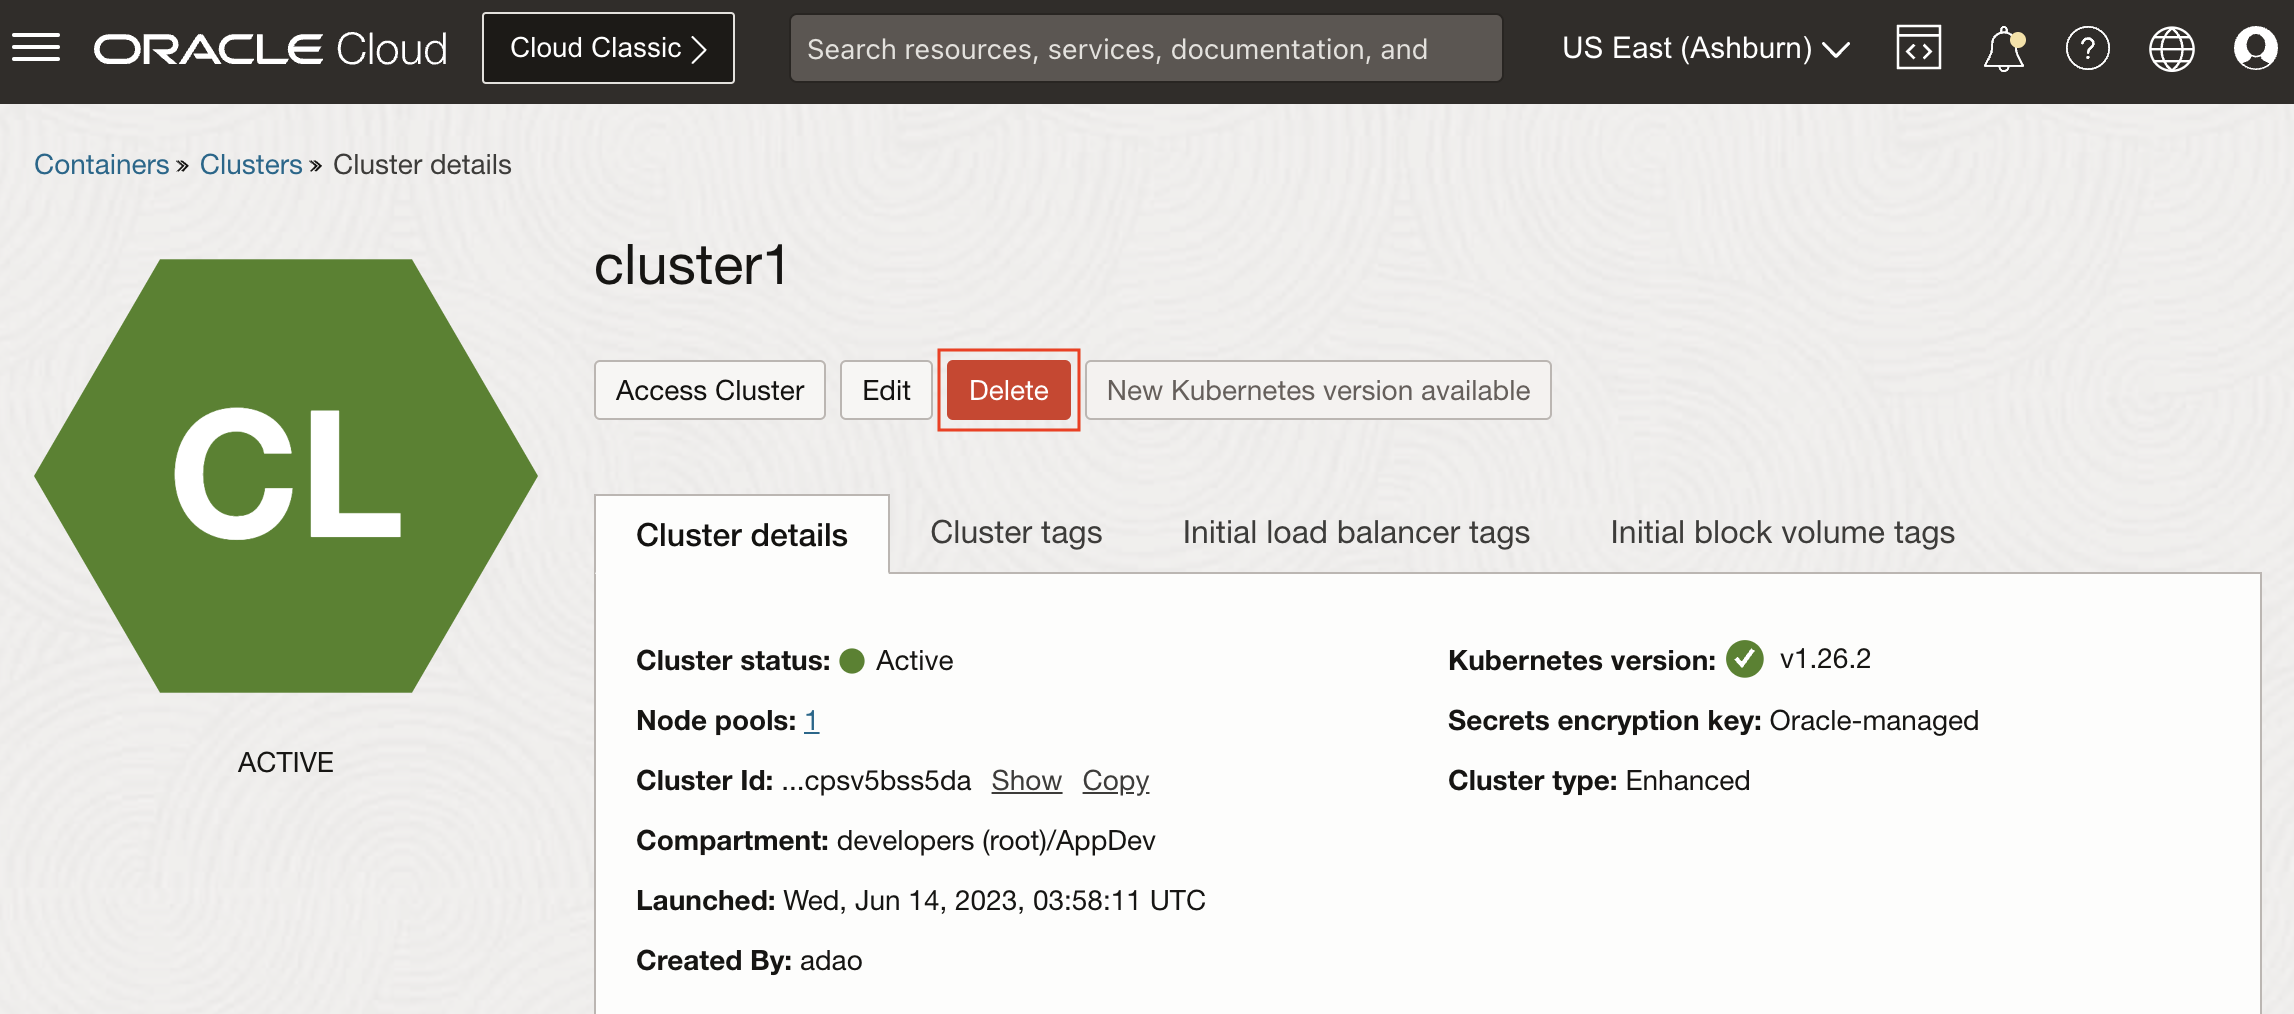 ORACLE Cloud
Cloud Classic
Search resources, services, documentation, and
US East (Ashburn)
Containers » Clusters » Cluster details
cluster1
Access Cluster
Edit
Delete
New Kubernetes version available
CL
ACTIVE
Cluster details
Cluster tags
Initial load balancer tags
Initial block volume tags
Cluster status: Active
Node pools: 1
Cluster Id: ...cpsv5bss5da Show Copy
Compartment: developers (root)/AppDev
Launched: Wed, Jun 14, 2023, 03:58:11 UTC
Created By: adao
Kubernetes version: v1.26.2
Secrets encryption key: Oracle-managed
Cluster type: Enhanced